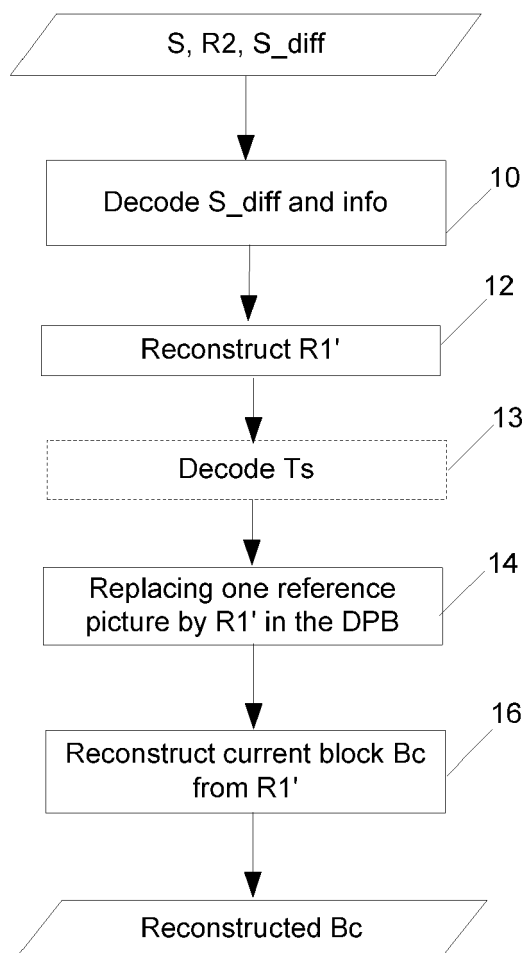 S, R2, S_diff
Decode S_diff and info
10
Reconstruct R1'
12
Decode Ts
13
Replacing one reference
picture by R1' in the DPB
14
Reconstruct current block Bc
from R1'
16
Reconstructed Bc